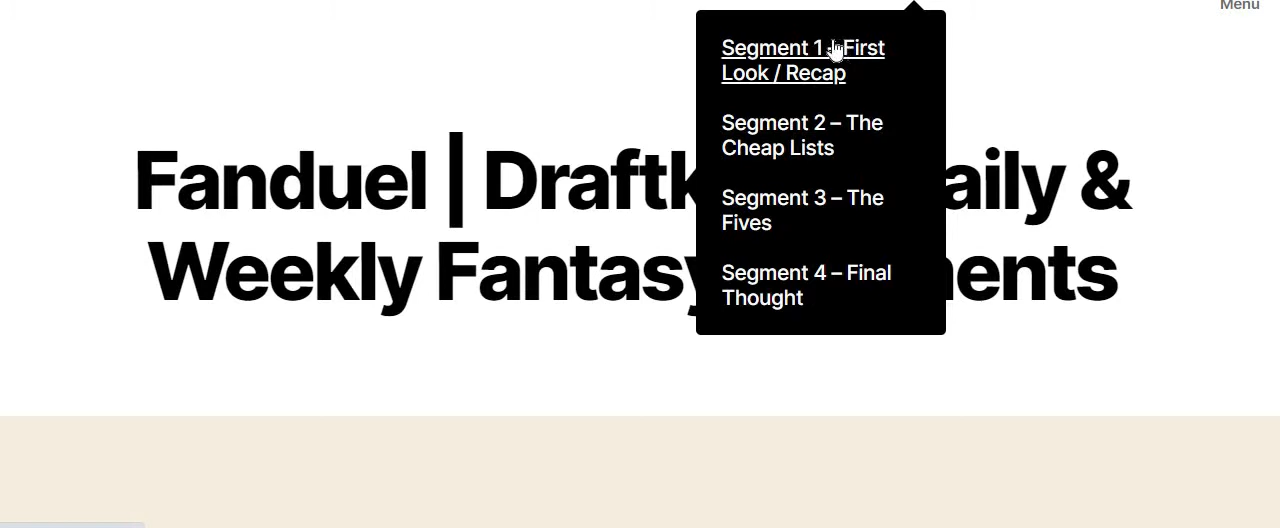 Menu
Segment 1 – First
Look / Recap
Segment 2 – The
Cheap Lists
Segment 3 – The
Fives
Segment 4 – Final
Thought
Fanduel | Draftk aily &
Weekly Fantasy ents